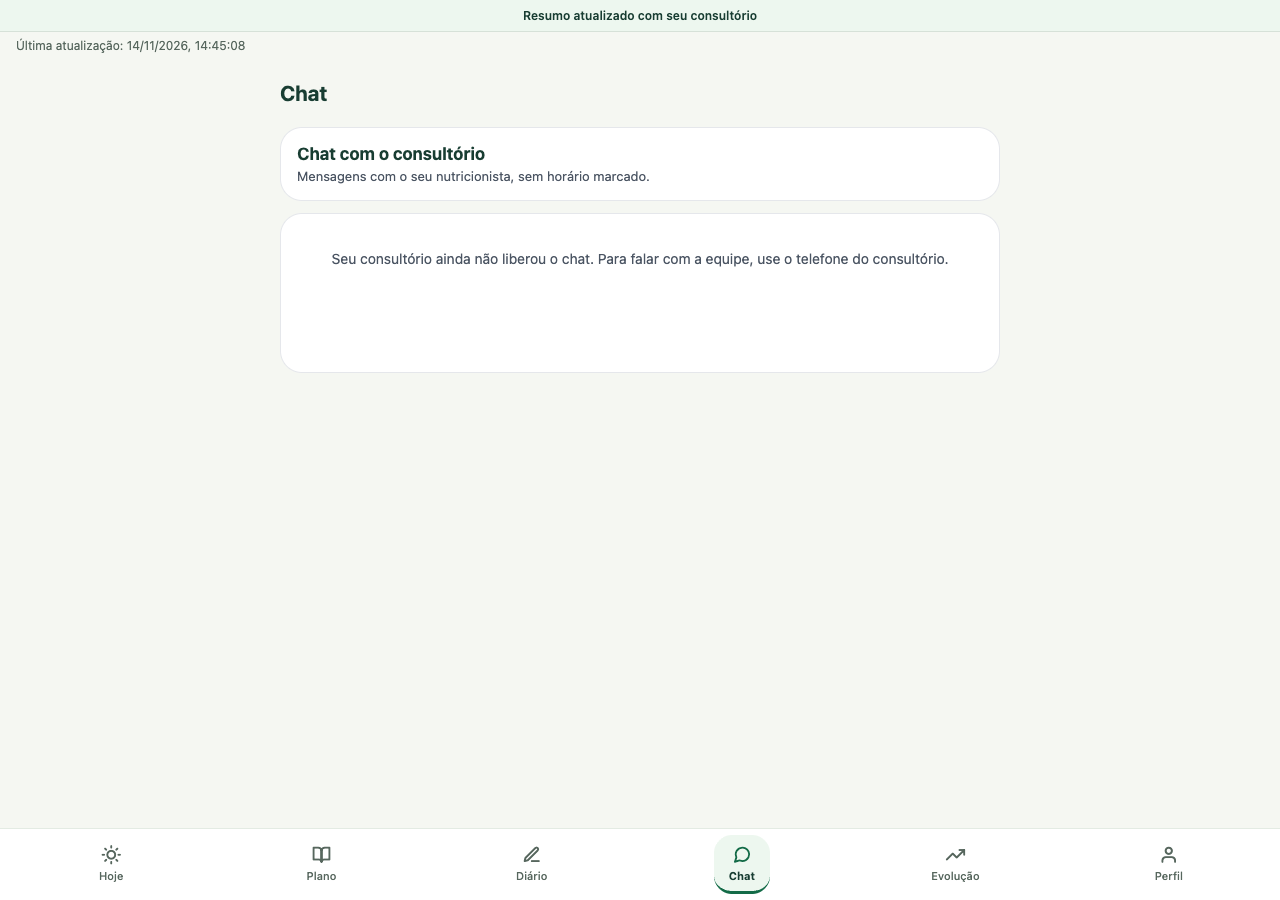 Resumo atualizado com seu consultório
Última atualização: 14/11/2026, 14:45:08
Chat
Chat com o consultório
Mensagens com o seu nutricionista, sem horário marcado.
Seu consultório ainda não liberou o chat. Para falar com a equipe, use o telefone do consultório.
Hoje
Plano
Diário
Chat
Evolução
Perfil